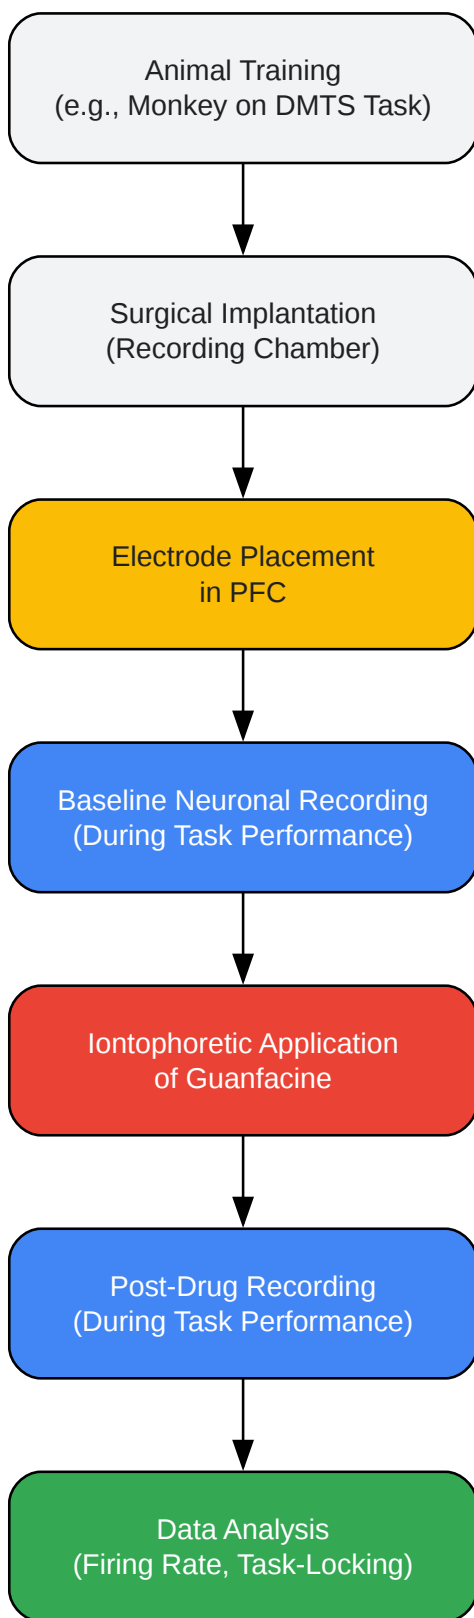 Animal Training
(e.g., Monkey on DMTS Task)
Surgical Implantation
(Recording Chamber)
Electrode Placement
in PFC
Baseline Neuronal Recording
(During Task Performance)
Iontophoretic Application
of Guanfacine
Post-Drug Recording
(During Task Performance)
Data Analysis
(Firing Rate, Task-Locking)